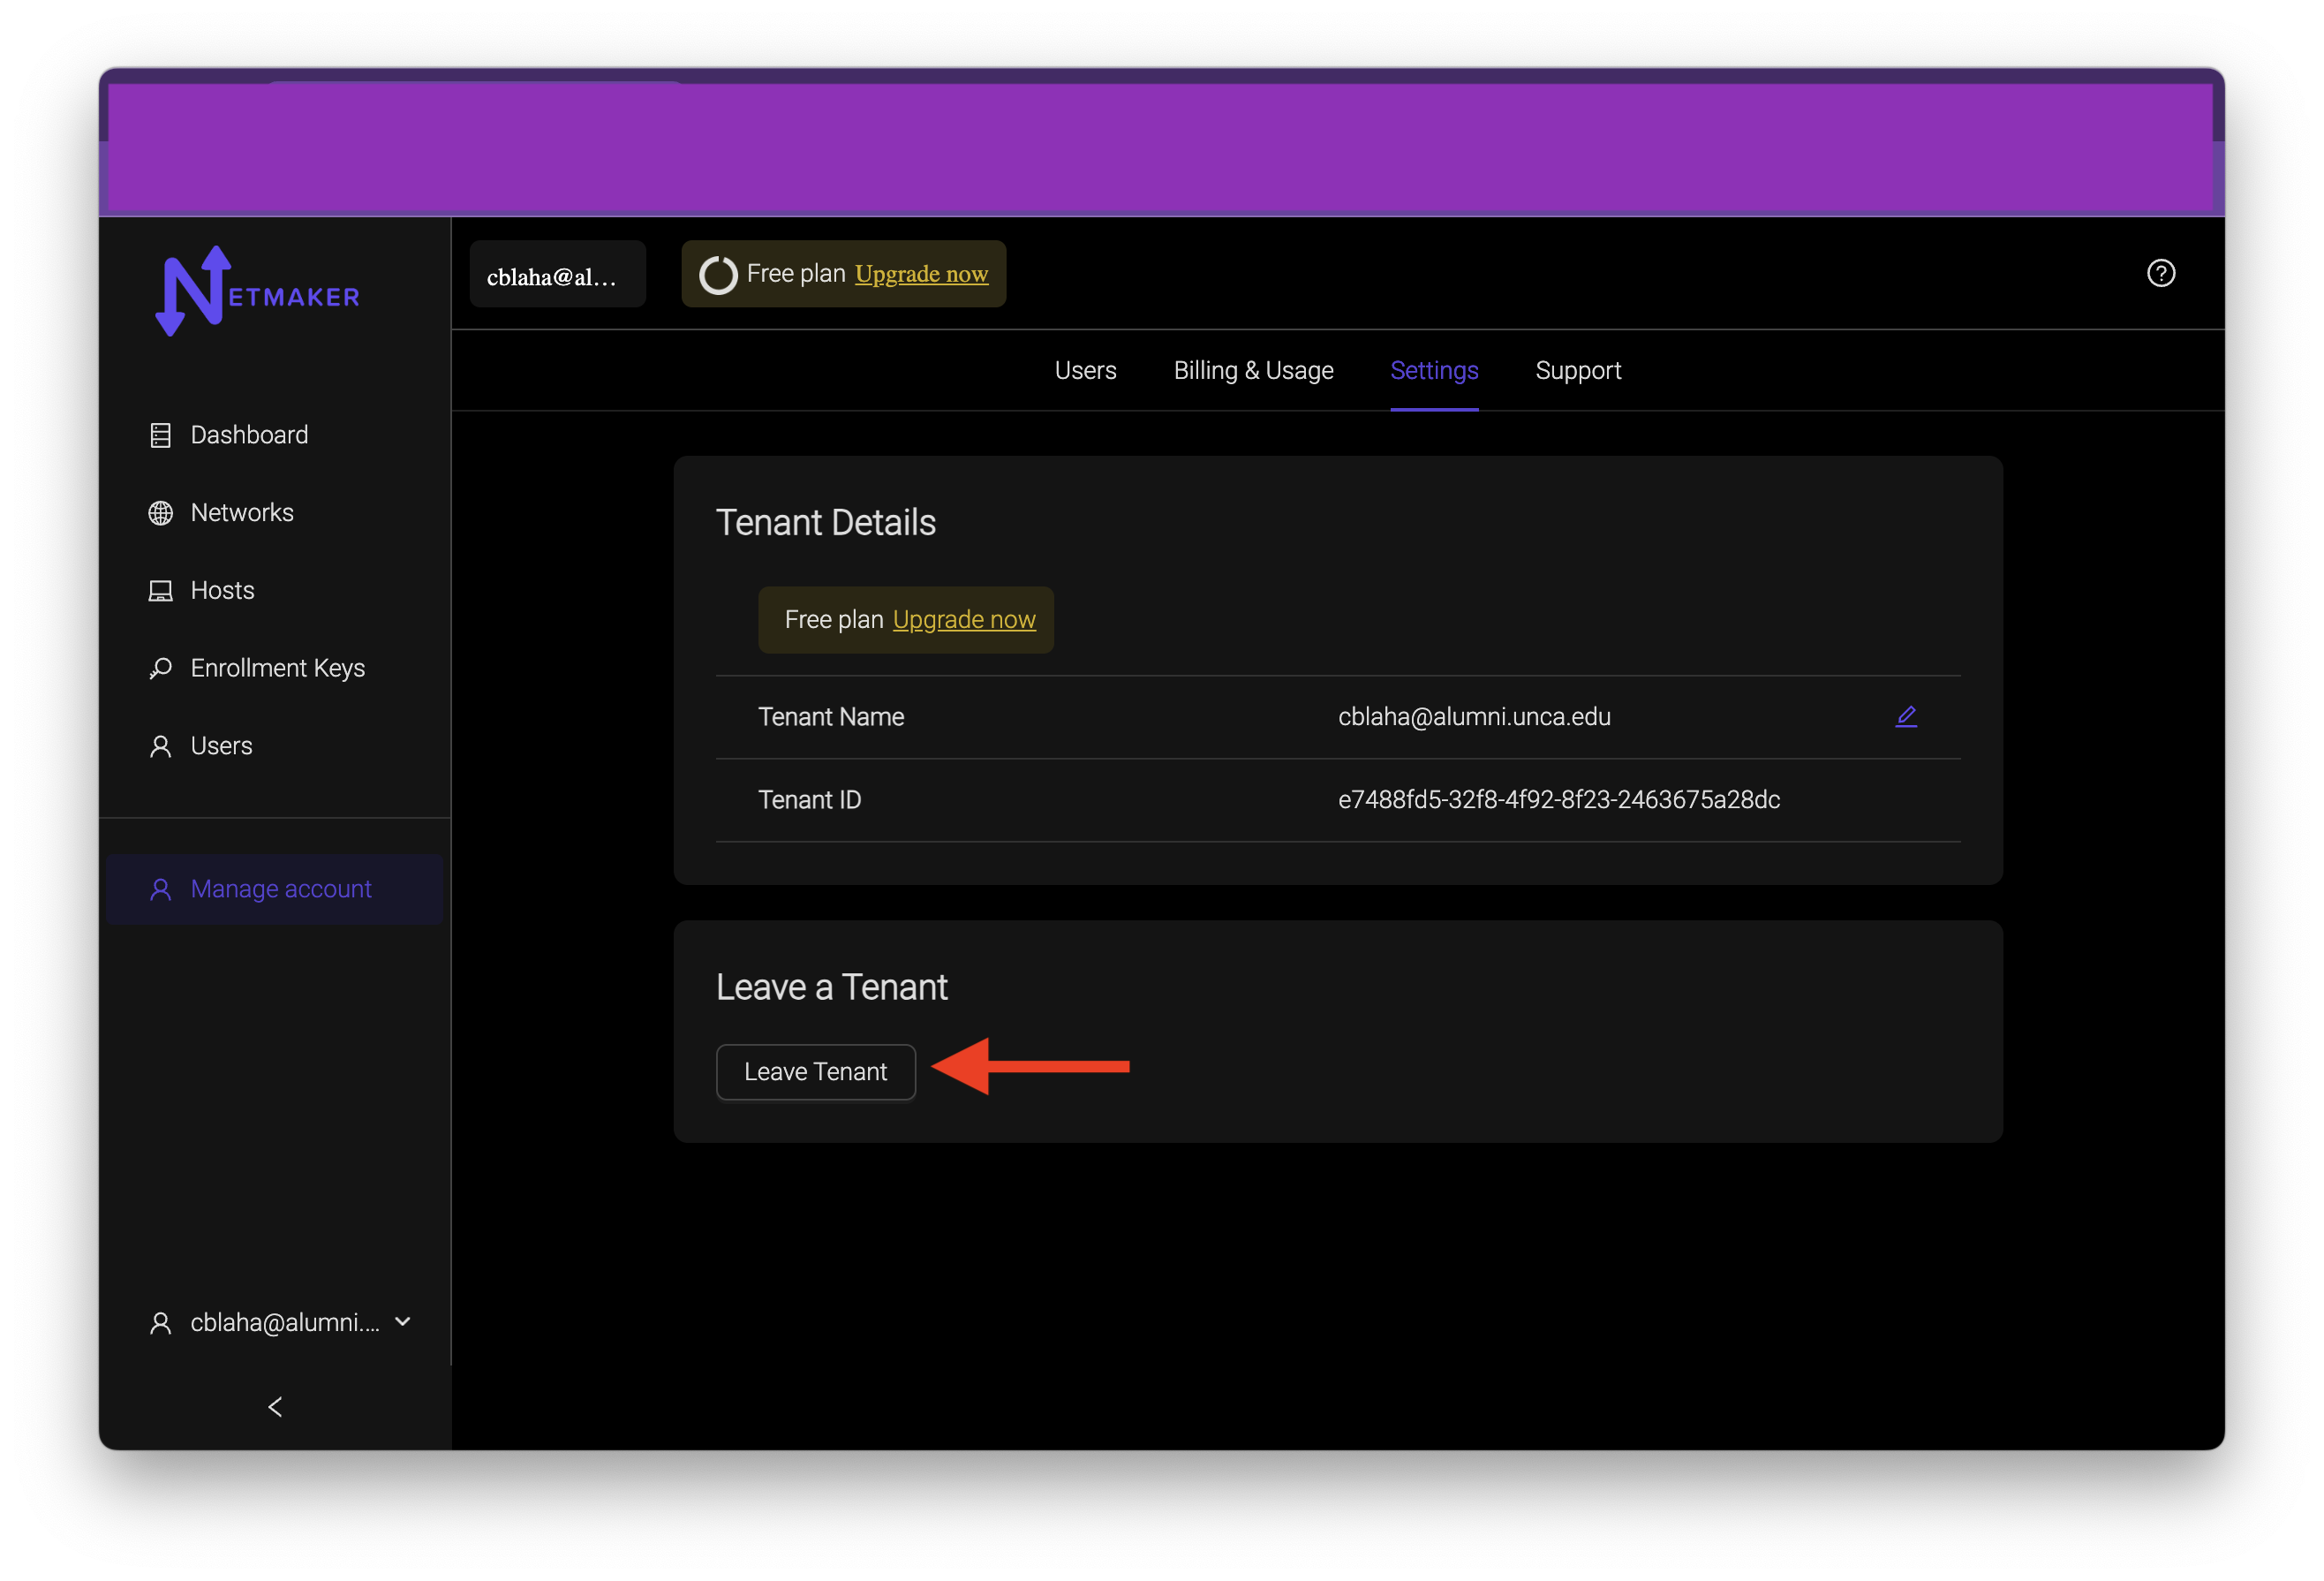 NETMAKER
cblaha@al...
Free plan Upgrade now
Users Billing & Usage Settings Support
Dashboard
Networks
Hosts
Enrollment Keys
Users
Manage account
cblaha@alumni....
Tenant Details
Free plan Upgrade now
Tenant Name cblaha@alumni.unca.edu
Tenant ID e7488fd5-32f8-4f92-8f23-2463675a28dc
Leave a Tenant
Leave Tenant